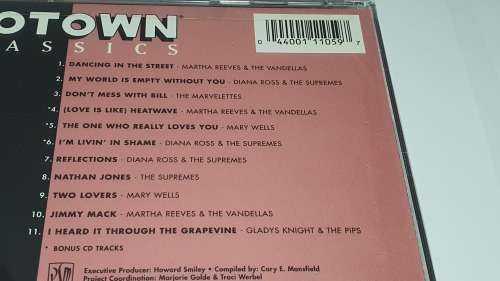 OTOWN
LASSICS
0 44001 11059 7
1. DANCING IN THE STREET - MARTHA REEVES & THE VANDELLAS
2. MY WORLD IS EMPTY WITHOUT YOU - DIANA ROSS & THE SUPREMES
3. DON'T MESS WITH BILL - THE MARVELETTES
*4. (LOVE IS LIKE) HEATWAVE - MARTHA REEVES & THE VANDELLAS
*5. THE ONE WHO REALLY LOVES YOU - MARY WELLS
*6. I'M LIVIN' IN SHAME - DIANA ROSS & THE SUPREMES
7. REFLECTIONS - DIANA ROSS & THE SUPREMES
8. NATHAN JONES - THE SUPREMES
9. TWO LOVERS - MARY WELLS
10. JIMMY MACK - MARTHA REEVES & THE VANDELLAS
11. I HEARD IT THROUGH THE GRAPEVINE - GLADYS KNIGHT & THE PIPS
* BONUS CD TRACKS
Executive Producer: Howard Smiley • Compiled by: Cary E. Mansfield
Project Coordination: Marjorie Golde & Traci Werbel